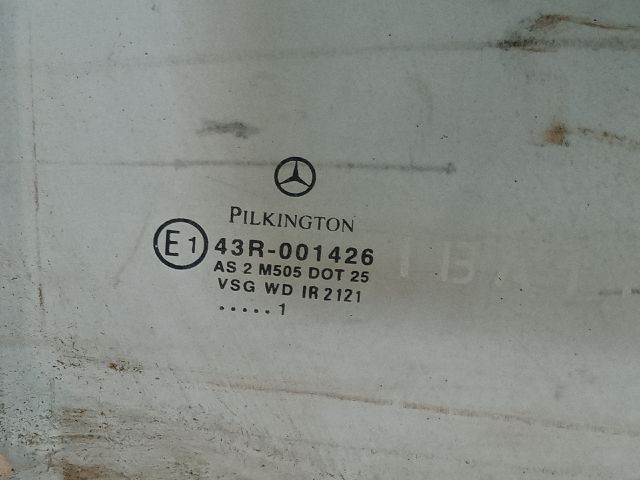 PILKINGTON
E1 43R-001426
AS 2 M505 DOT 25
VSG WD IR 2121
..... 1